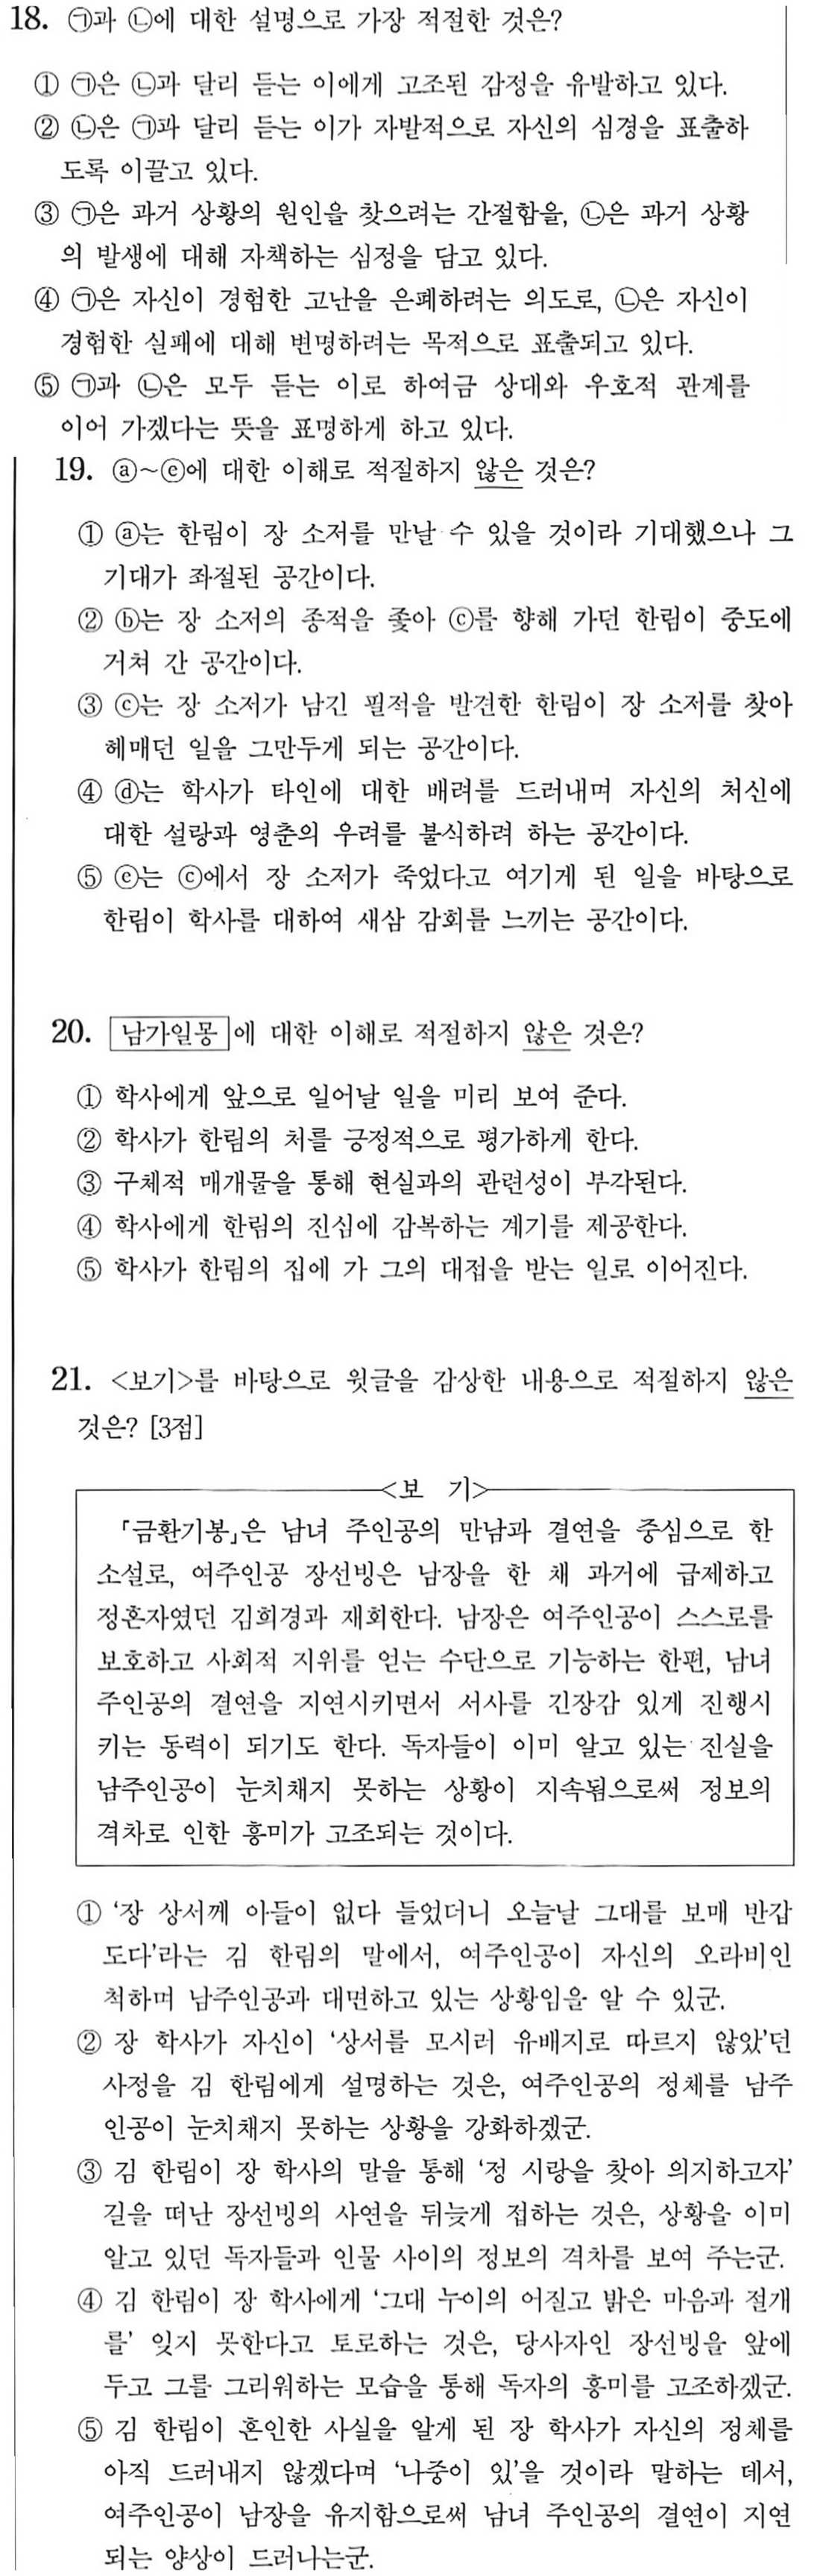 18. ㉠과 ㉡에 대한 설명으로 가장 적절한 것은?
① ㉠은 ㉡과 달리 듣는 이에게 고조된 감정을 유발하고 있다.
② ㉡은 ㉠과 달리 듣는 이가 자발적으로 자신의 심경을 표출하
도록 이끌고 있다.
③ ㉠은 과거 상황의 원인을 찾으려는 간절함을, ㉡은 과거 상황
의 발생에 대해 자책하는 심정을 담고 있다.
④ ㉠은 자신이 경험한 고난을 은폐하려는 의도로, ㉡은 자신이
경험한 실패에 대해 변명하려는 목적으로 표출되고 있다.
⑤ ㉠과 ㉡은 모두 듣는 이로 하여금 상대와 우호적 관계를
이어 가겠다는 뜻을 표명하게 하고 있다.
19. ⓐ~ⓔ에 대한 이해로 적절하지 않은 것은?
① ⓐ는 한림이 장 소저를 만날 수 있을 것이라 기대했으나 그
기대가 좌절된 공간이다.
② ⓑ는 장 소저의 종적을 좇아 ⓒ를 향해 가던 한림이 중도에
거쳐 간 공간이다.
③ ⓒ는 장 소저가 남긴 필적을 발견한 한림이 장 소저를 찾아
헤매던 일을 그만두게 되는 공간이다.
④ ⓓ는 학사가 타인에 대한 배려를 드러내며 자신의 처신에
대한 설랑과 영춘의 우려를 불식하려 하는 공간이다.
⑤ ⓔ는 ⓒ에서 장 소저가 죽었다고 여기게 된 일을 바탕으로
한림이 학사를 대하여 새삼 감회를 느끼는 공간이다.
20. 남가일몽에 대한 이해로 적절하지 않은 것은?
① 학사에게 앞으로 일어날 일을 미리 보여 준다.
② 학사가 한림의 처를 긍정적으로 평가하게 한다.
③ 구체적 매개물을 통해 현실과의 관련성이 부각된다.
④ 학사에게 한림의 진심에 감복하는 계기를 제공한다.
⑤ 학사가 한림의 집에 가 그의 대접을 받는 일로 이어진다.
21. <보기>를 바탕으로 윗글을 감상한 내용으로 적절하지 않은
것은? [3점]
<보 기>
「금환기봉」은 남녀 주인공의 만남과 결연을 중심으로 한
소설로, 여주인공 장선빙은 남장을 한 채 과거에 급제하고
정혼자였던 김희경과 재회한다. 남장은 여주인공이 스스로를
보호하고 사회적 지위를 얻는 수단으로 기능하는 한편, 남녀
주인공의 결연을 지연시키면서 서사를 긴장감 있게 진행시
키는 동력이 되기도 한다. 독자들이 이미 알고 있는 진실을
남주인공이 눈치채지 못하는 상황이 지속됨으로써 정보의
격차로 인한 흥미가 고조되는 것이다.
① '장 상서께 아들이 없다 들었더니 오늘날 그대를 보매 반갑
도다'라는 김 한림의 말에서, 여주인공이 자신의 오라비인
척하며 남주인공과 대면하고 있는 상황임을 알 수 있군.
② 장 학사가 자신이 '상서를 모시러 유배지로 따르지 않았'던
사정을 김 한림에게 설명하는 것은, 여주인공의 정체를 남주
인공이 눈치채지 못하는 상황을 강화하겠군.
③ 김 한림이 장 학사의 말을 통해 '정 시랑을 찾아 의지하고자'
길을 떠난 장선빙의 사연을 뒤늦게 접하는 것은, 상황을 이미
알고 있던 독자들과 인물 사이의 정보의 격차를 보여 주는군.
④ 김 한림이 장 학사에게 '그대 누이의 어질고 밝은 마음과 절개
를' 잊지 못한다고 토로하는 것은, 당사자인 장선빙을 앞에
두고 그를 그리워하는 모습을 통해 독자의 흥미를 고조하겠군.
⑤ 김 한림이 혼인한 사실을 알게 된 장 학사가 자신의 정체를
아직 드러내지 않겠다며 '나중이 있'을 것이라 말하는 데서,
여주인공이 남장을 유지함으로써 남녀 주인공의 결연이 지연
되는 양상이 드러나는군.